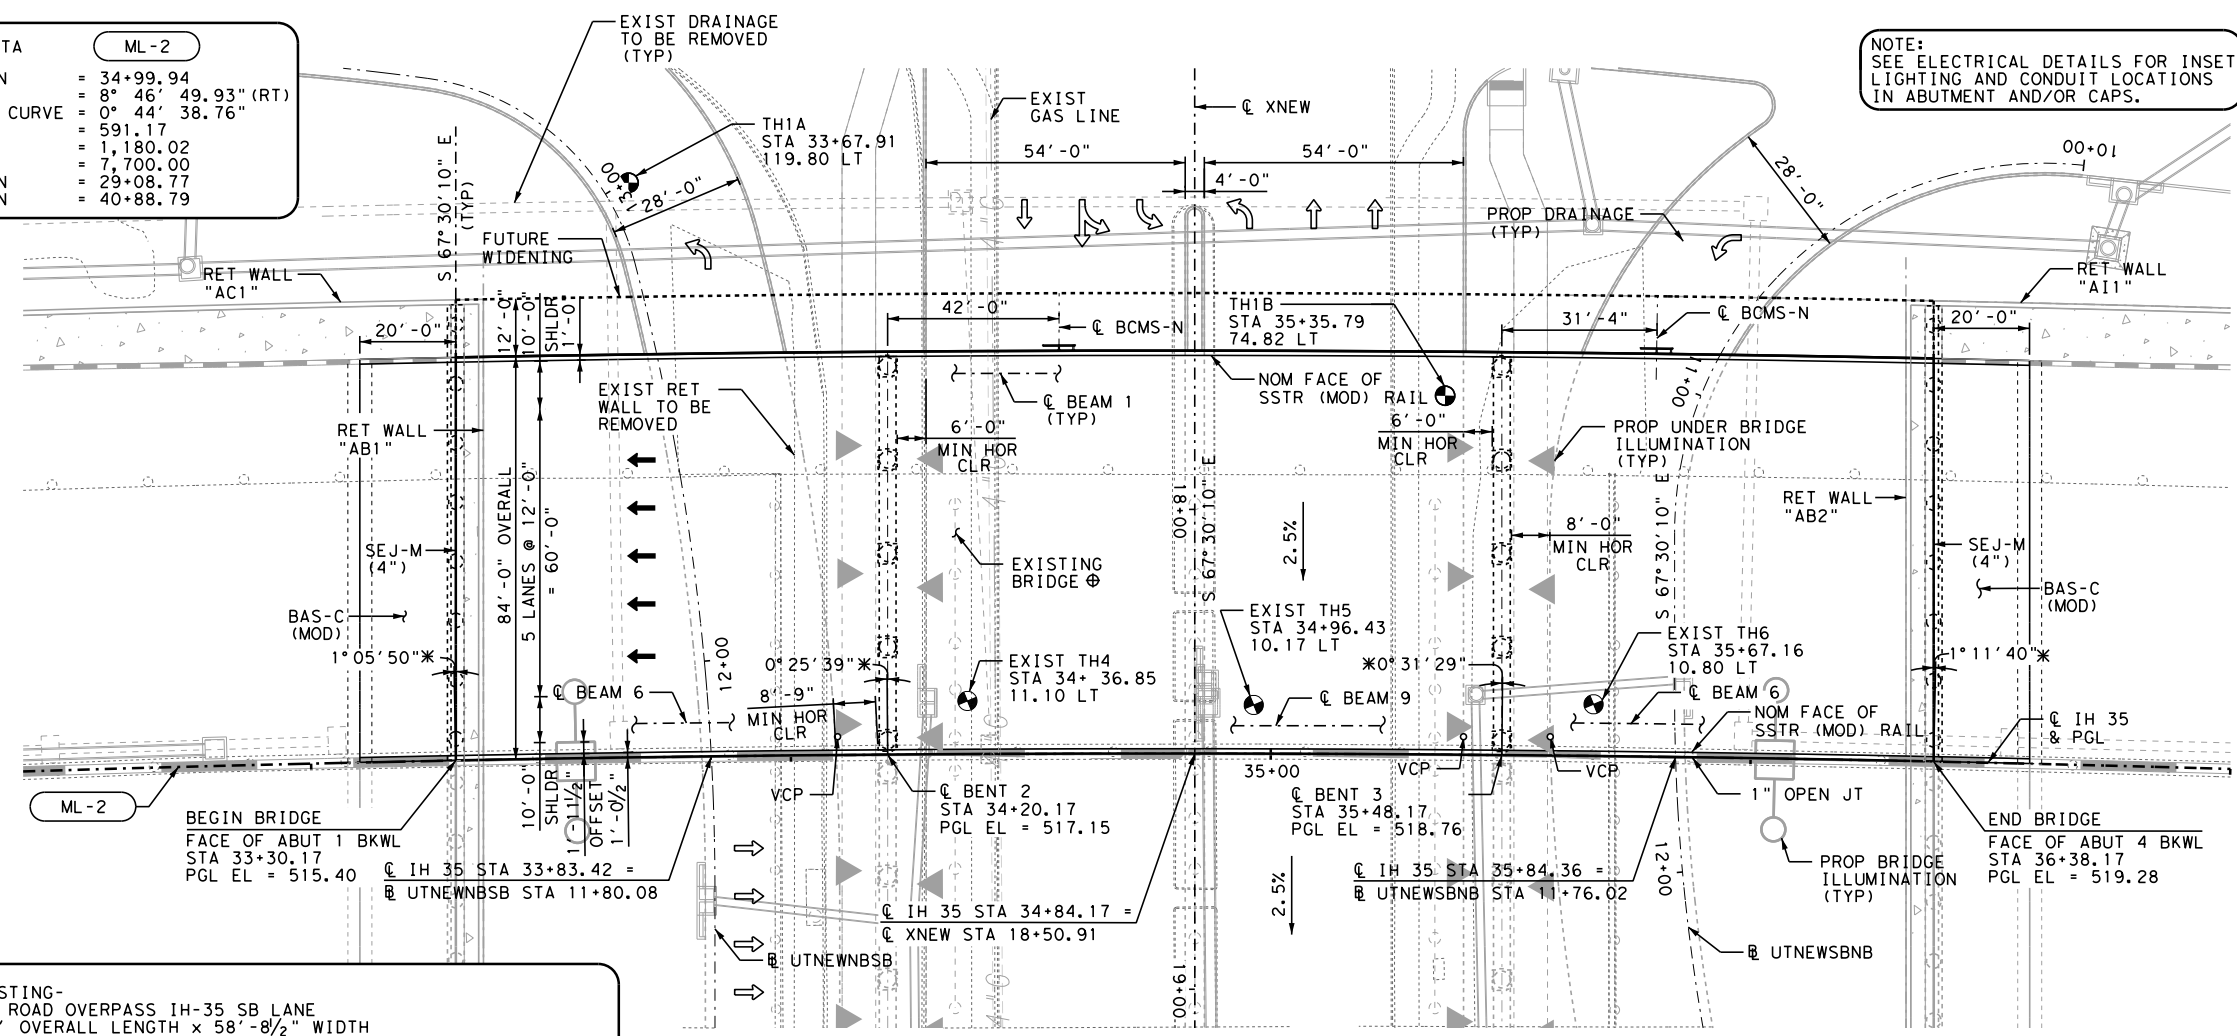 TA
ML-2
N = 34+99.94
= 8° 46' 49.93"(RT)
CURVE = 0° 44' 38.76"
= 591.17
= 1,180.02
= 7,700.00
N = 29+08.77
N = 40+88.79
EXIST DRAINAGE
TO BE REMOVED
(TYP)
NOTE:
SEE ELECTRICAL DETAILS FOR INSET
LIGHTING AND CONDUIT LOCATIONS
IN ABUTMENT AND/OR CAPS.
S 67°30'10" E
(TYP)
TH1A
STA 33+67.91
119.80 LT
28'-0"
EXIST
GAS LINE
℄ XNEW
54'-0"
54'-0"
4'-0"
28'-0"
10+00
PROP DRAINAGE
(TYP)
FUTURE
WIDENING
RET WALL
"AC1"
RET WALL
"AI1"
20'-0"
12'-0"
10'-0"
SHLDR
1'-0"
42'-0"
℄ BCMS-N
TH1B
STA 35+35.79
74.82 LT
31'-4"
℄ BCMS-N
20'-0"
11+00
EXIST RET
WALL TO BE
REMOVED
℄ BEAM 1
(TYP)
NOM FACE OF
SSTR (MOD) RAIL
RET WALL
"AB1"
6'-0"
MIN HOR
CLR
6'-0"
MIN HOR
CLR
PROP UNDER BRIDGE
ILLUMINATION
(TYP)
RET WALL
"AB2"
84'-0" OVERALL
5 LANES @ 12'-0"
= 60'-0"
18+00
S 67°30'10" E
2.5%
8'-0"
MIN HOR
CLR
S 67°30'10" E
SEJ-M
(4")
SEJ-M
(4")
EXISTING
BRIDGE
BAS-C
(MOD)
BAS-C
(MOD)
1°05'50"*
12+00
0°25'39"*
EXIST TH4
STA 34+ 36.85
11.10 LT
EXIST TH5
STA 34+96.43
10.17 LT
*0°31'29"
EXIST TH6
STA 35+67.16
10.80 LT
1°11'40"*
℄ BEAM 6
8'-9"
MIN HOR
CLR
℄ BEAM 9
℄ BEAM 6
NOM FACE OF
SSTR (MOD) RAIL
℄ IH 35
& PGL
ML-2
10'-0"
SHLDR
1'-11½"
OFFSET
1'-0½"
VCP
35+00
VCP
VCP
1" OPEN JT
BEGIN BRIDGE
FACE OF ABUT 1 BKWL
STA 33+30.17
PGL EL = 515.40
℄ BENT 2
STA 34+20.17
PGL EL = 517.15
℄ BENT 3
STA 35+48.17
PGL EL = 518.76
END BRIDGE
FACE OF ABUT 4 BKWL
STA 36+38.17
PGL EL = 519.28
℄ IH 35 STA 33+83.42 =
B UTNEWNBSB STA 11+80.08
℄ IH 35 STA 34+84.17 =
℄ XNEW STA 18+50.91
2.5%
℄ IH 35 STA 35+84.36 =
B UTNEWSBNB STA 11+76.02
12+00
PROP BRIDGE
ILLUMINATION
(TYP)
B UTNEWNBSB
19+00
B UTNEWSBNB
STING-
ROAD OVERPASS IH-35 SB LANE
' OVERALL LENGTH x 58'-8½" WIDTH